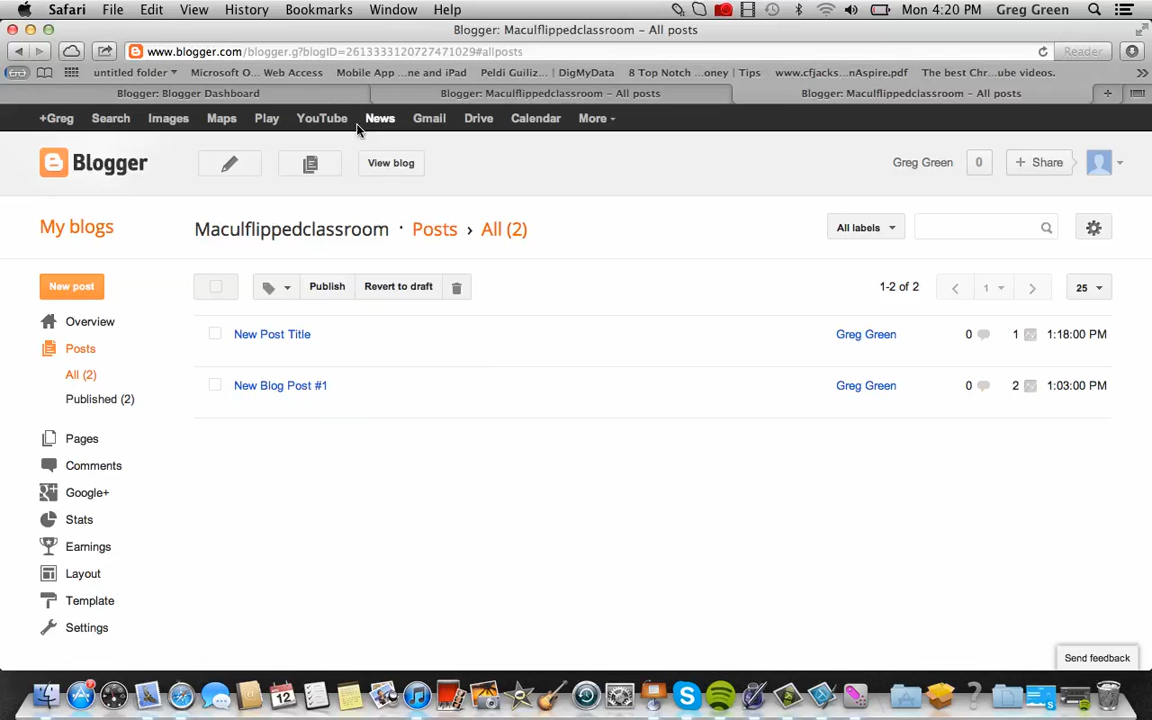 Safari File Edit View History Bookmarks Window Help Mon 4:20 PM Greg Green
Blogger: Maculflippedclassroom - All posts
www.blogger.com/blogger.g?blogID=2613333120727471029#allposts Reader
untitled folder Microsoft O... Web Access Mobile App ...ne and iPad Peldi Guiliz... | DigMyData 8 Top Notch ...oney | Tips www.cfjacks...nAspire.pdf The best Chr...ube videos.
Blogger: Blogger Dashboard Blogger: Maculflippedclassroom - All posts Blogger: Maculflippedclassroom - All posts
+Greg Search Images Maps Play YouTube News Gmail Drive Calendar More
Blogger View blog Greg Green 0 + Share
My blogs Maculflippedclassroom · Posts › All (2) All labels
New post Publish Revert to draft 1-2 of 2 1 25
Overview
New Post Title Greg Green 0 1 1:18:00 PM
Posts
All (2)
New Blog Post #1 Greg Green 0 2 1:03:00 PM
Published (2)
Pages
Comments
Google+
Stats
Earnings
Layout
Template
Settings
Send feedback
12